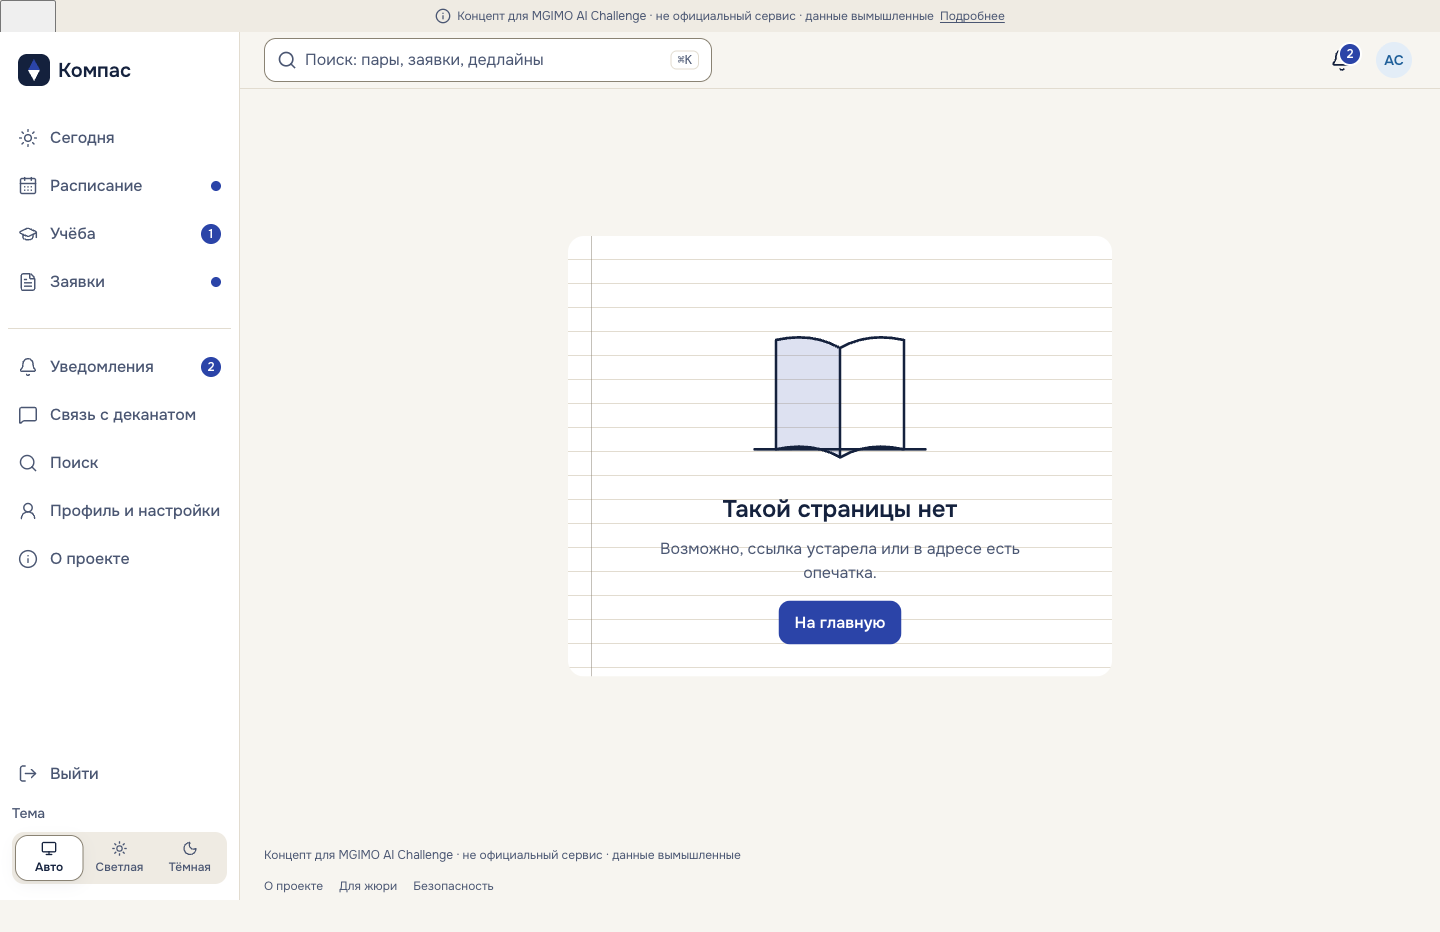 Концепт для MGIMO AI Challenge · не официальный сервис · данные вымышленные Подробнее
Компас
Поиск: пары, заявки, дедлайны
⌘K
2
АС
Сегодня
Расписание
Учёба
1
Заявки
Уведомления
2
Связь с деканатом
Поиск
Профиль и настройки
О проекте
Такой страницы нет
Возможно, ссылка устарела или в адресе есть
опечатка.
На главную
Выйти
Тема
Авто
Светлая
Тёмная
Концепт для MGIMO AI Challenge · не официальный сервис · данные вымышленные
О проекте Для жюри Безопасность